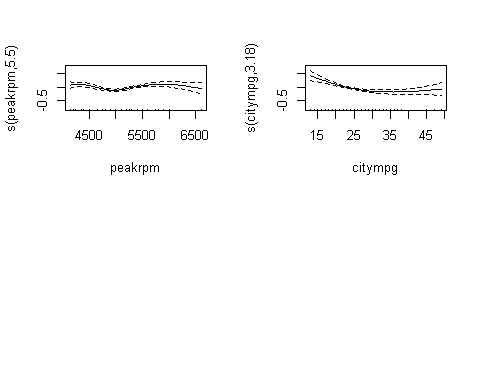 s(peakrpm,5.5)
-0.5
4500 5500 6500
peakrpm
s(citympg,3.18)
-0.5
15 25 35 45
citympg